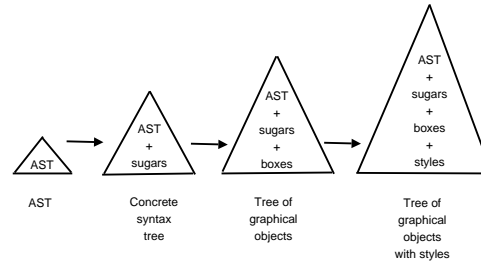 AST
AST
+
sugars
AST
+
sugars
+
boxes
AST
+
sugars
+
boxes
+
styles
AST
Concrete
syntax
tree
Tree of
graphical
objects
Tree of
graphical
objects
with styles